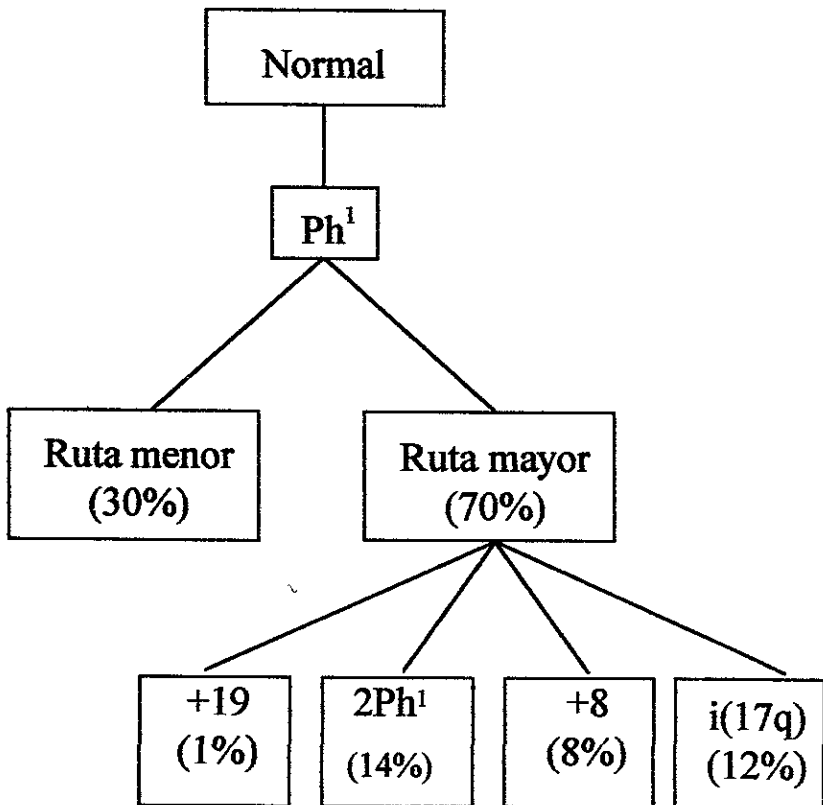 Normal
Ph¹
Ruta menor
(30%)
Ruta mayor
(70%)
+19
(1%)
2Ph¹
(14%)
+8
(8%)
i(17q)
(12%)